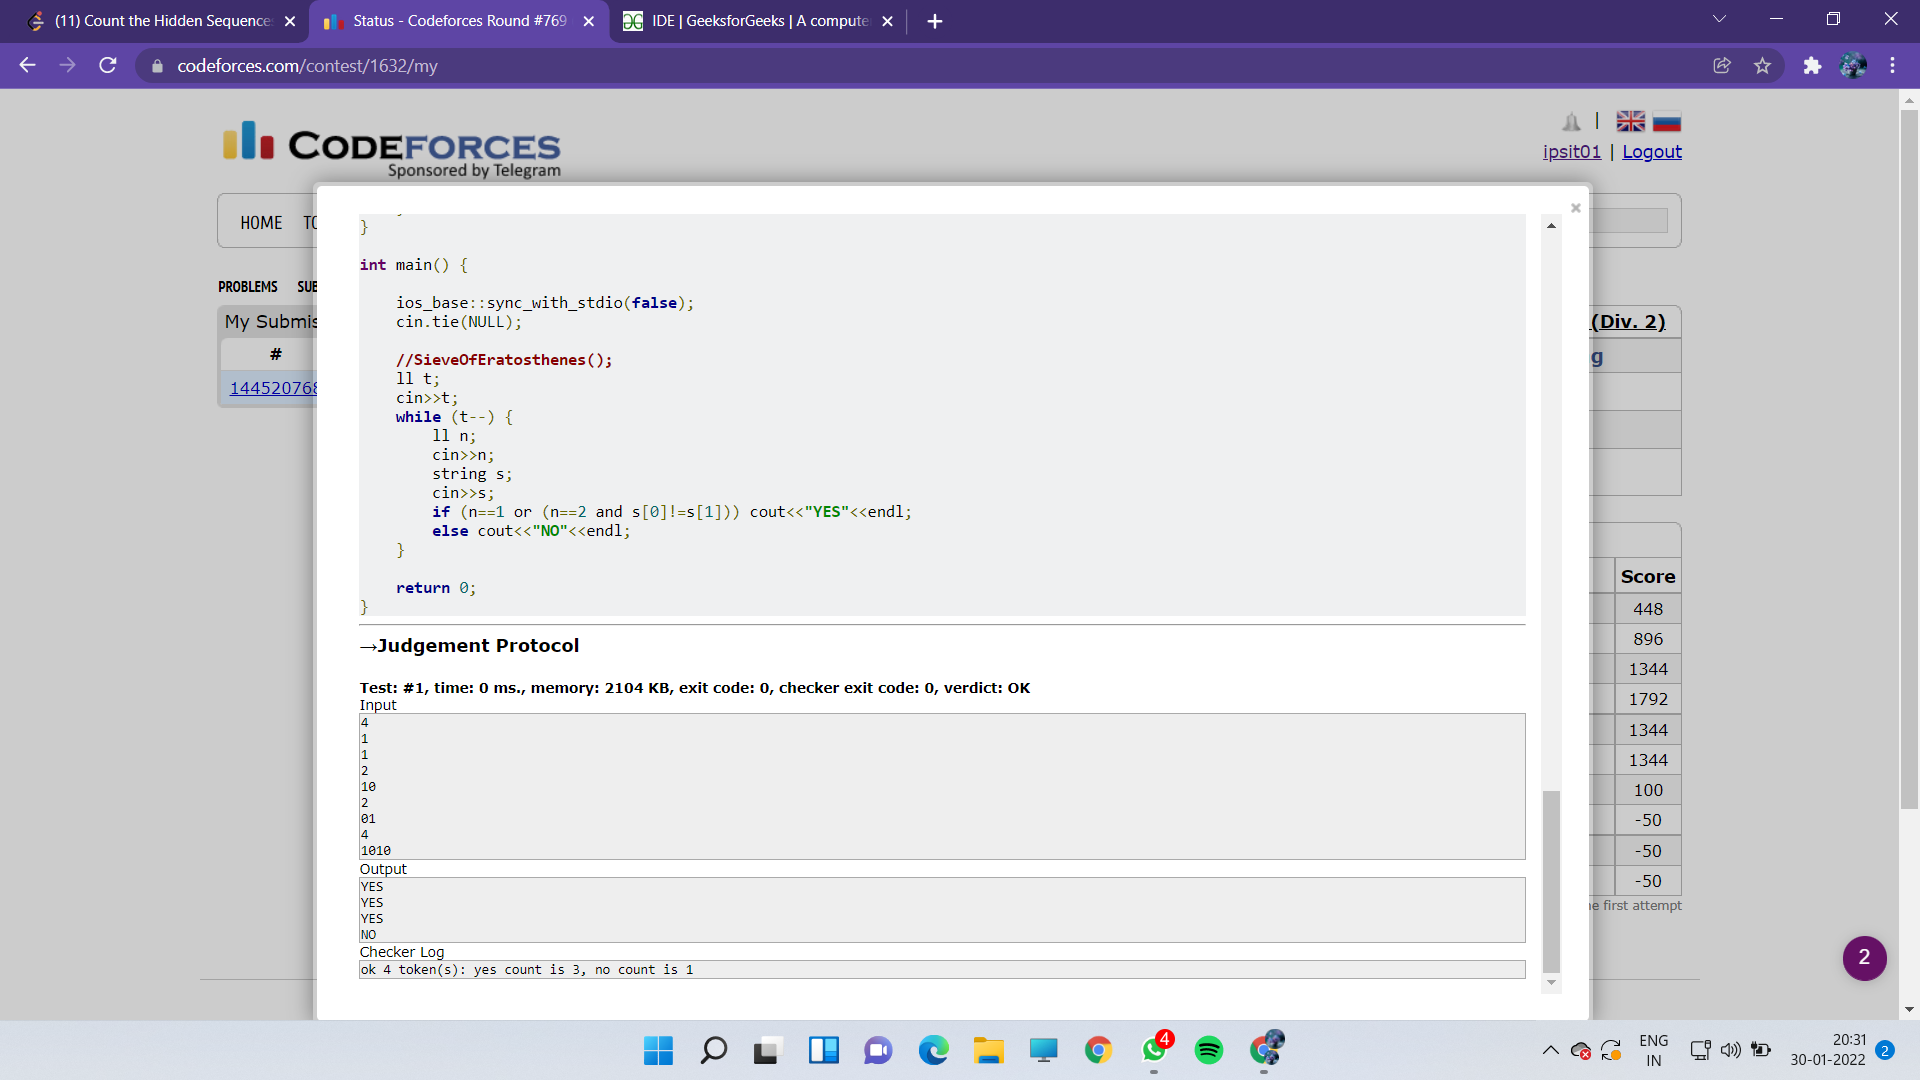 (11) Count the Hidden Sequence
Status - Codeforces Round #769
IDE | GeeksforGeeks | A compute
codeforces.com/contest/1632/my
CODEFORCES
Sponsored by Telegram
|
ipsit01 | Logout
HOME TO
PROBLEMS SUB
My Submis
#
144520768
(Div. 2)
g
}
int main() {
ios_base::sync_with_stdio(false);
cin.tie(NULL);
//SieveOfEratosthenes();
ll t;
cin>>t;
while (t--) {
ll n;
cin>>n;
string s;
cin>>s;
if (n==1 or (n==2 and s[0]!=s[1])) cout<<"YES"<<endl;
else cout<<"NO"<<endl;
}
return 0;
}
→Judgement Protocol
Test: #1, time: 0 ms., memory: 2104 KB, exit code: 0, checker exit code: 0, verdict: OK
Input
4
1
1
2
10
2
01
4
1010
Output
YES
YES
YES
NO
Checker Log
ok 4 token(s): yes count is 3, no count is 1
Score
448
896
1344
1792
1344
1344
100
-50
-50
-50
e first attempt
2
4
ENG
IN
20:31
30-01-2022
2